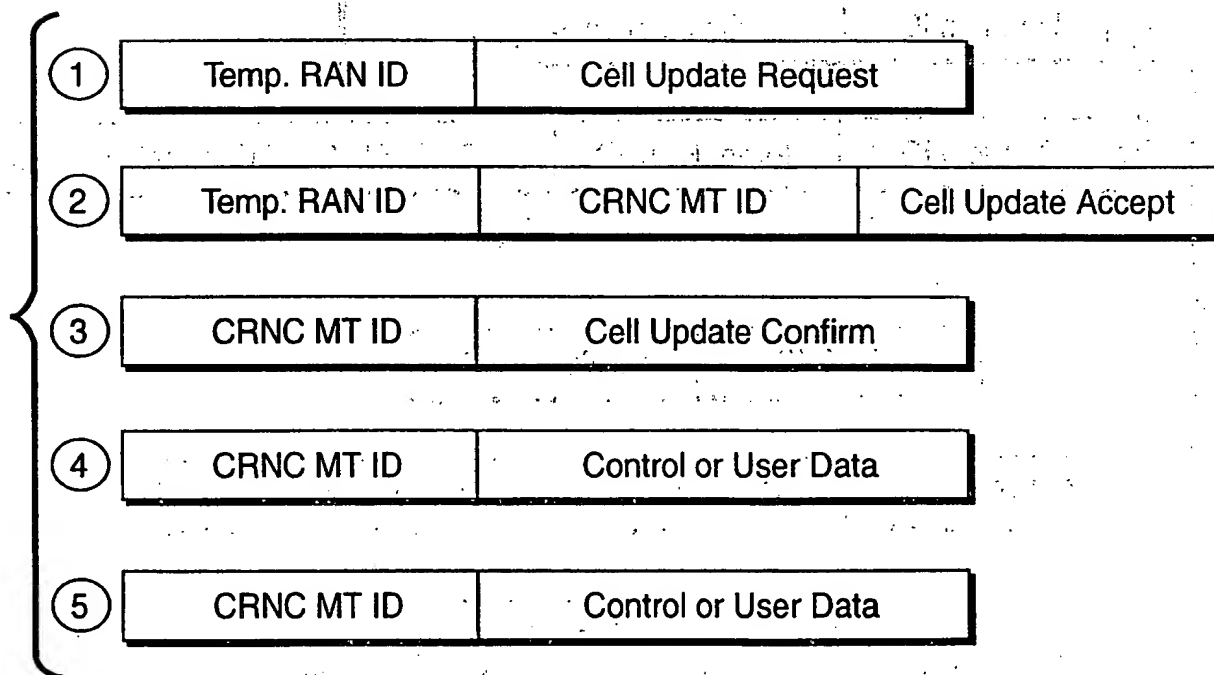 1 Temp. RAN ID Cell Update Request
2 Temp. RAN ID CRNC MT ID Cell Update Accept
3 CRNC MT ID Cell Update Confirm
4 CRNC MT ID Control or User Data
5 CRNC MT ID Control or User Data